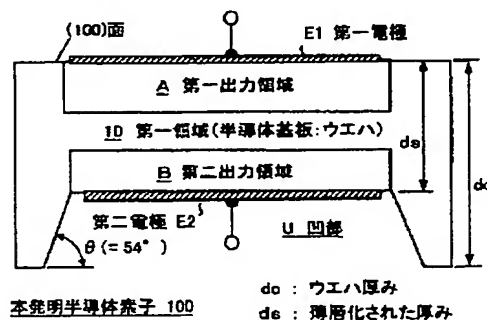 (100)面
E1 第一電極
A 第一出力領域
10 第一領域(半導体基板:ウエハ)
B 第二出力領域
第二電極 E2
U 凹部
θ(=54°)
ds
dc
本発明半導体素子 100
dc : ウエハ厚み
ds : 薄層化された厚み